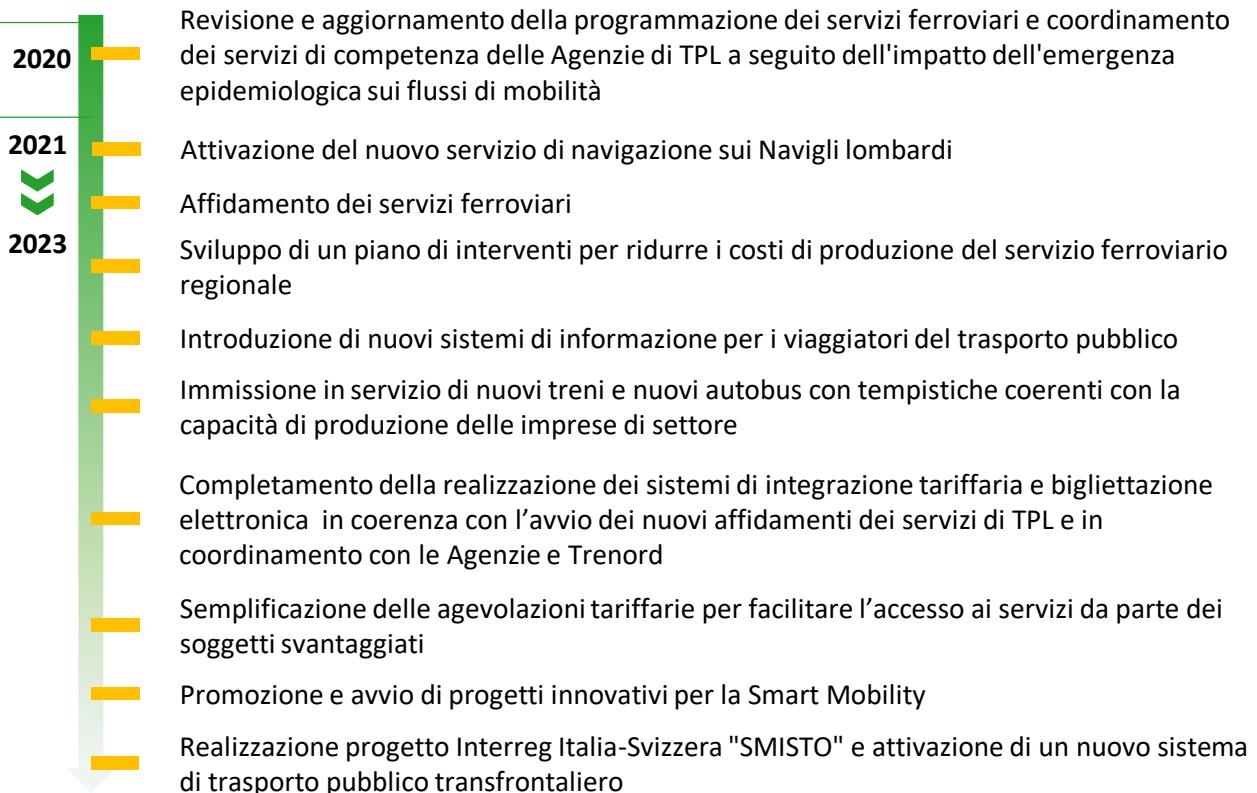 2020
Revisione e aggiornamento della programmazione dei servizi ferroviari e coordinamento
dei servizi di competenza delle Agenzie di TPL a seguito dell'impatto dell'emergenza
epidemiologica sui flussi di mobilità
2021
2023
Attivazione del nuovo servizio di navigazione sui Navigli lombardi
Affidamento dei servizi ferroviari
Sviluppo di un piano di interventi per ridurre i costi di produzione del servizio ferroviario
regionale
Introduzione di nuovi sistemi di informazione per i viaggiatori del trasporto pubblico
Immissione in servizio di nuovi treni e nuovi autobus con tempistiche coerenti con la
capacità di produzione delle imprese di settore
Completamento della realizzazione dei sistemi di integrazione tariffaria e bigliettazione
elettronica  in coerenza con l’avvio dei nuovi affidamenti dei servizi di TPL e in
coordinamento con le Agenzie e Trenord
Semplificazione delle agevolazioni tariffarie per facilitare l’accesso ai servizi da parte dei
soggetti svantaggiati
Promozione e avvio di progetti innovativi per la Smart Mobility
Realizzazione progetto Interreg Italia-Svizzera "SMISTO" e attivazione di un nuovo sistema
di trasporto pubblico transfrontaliero